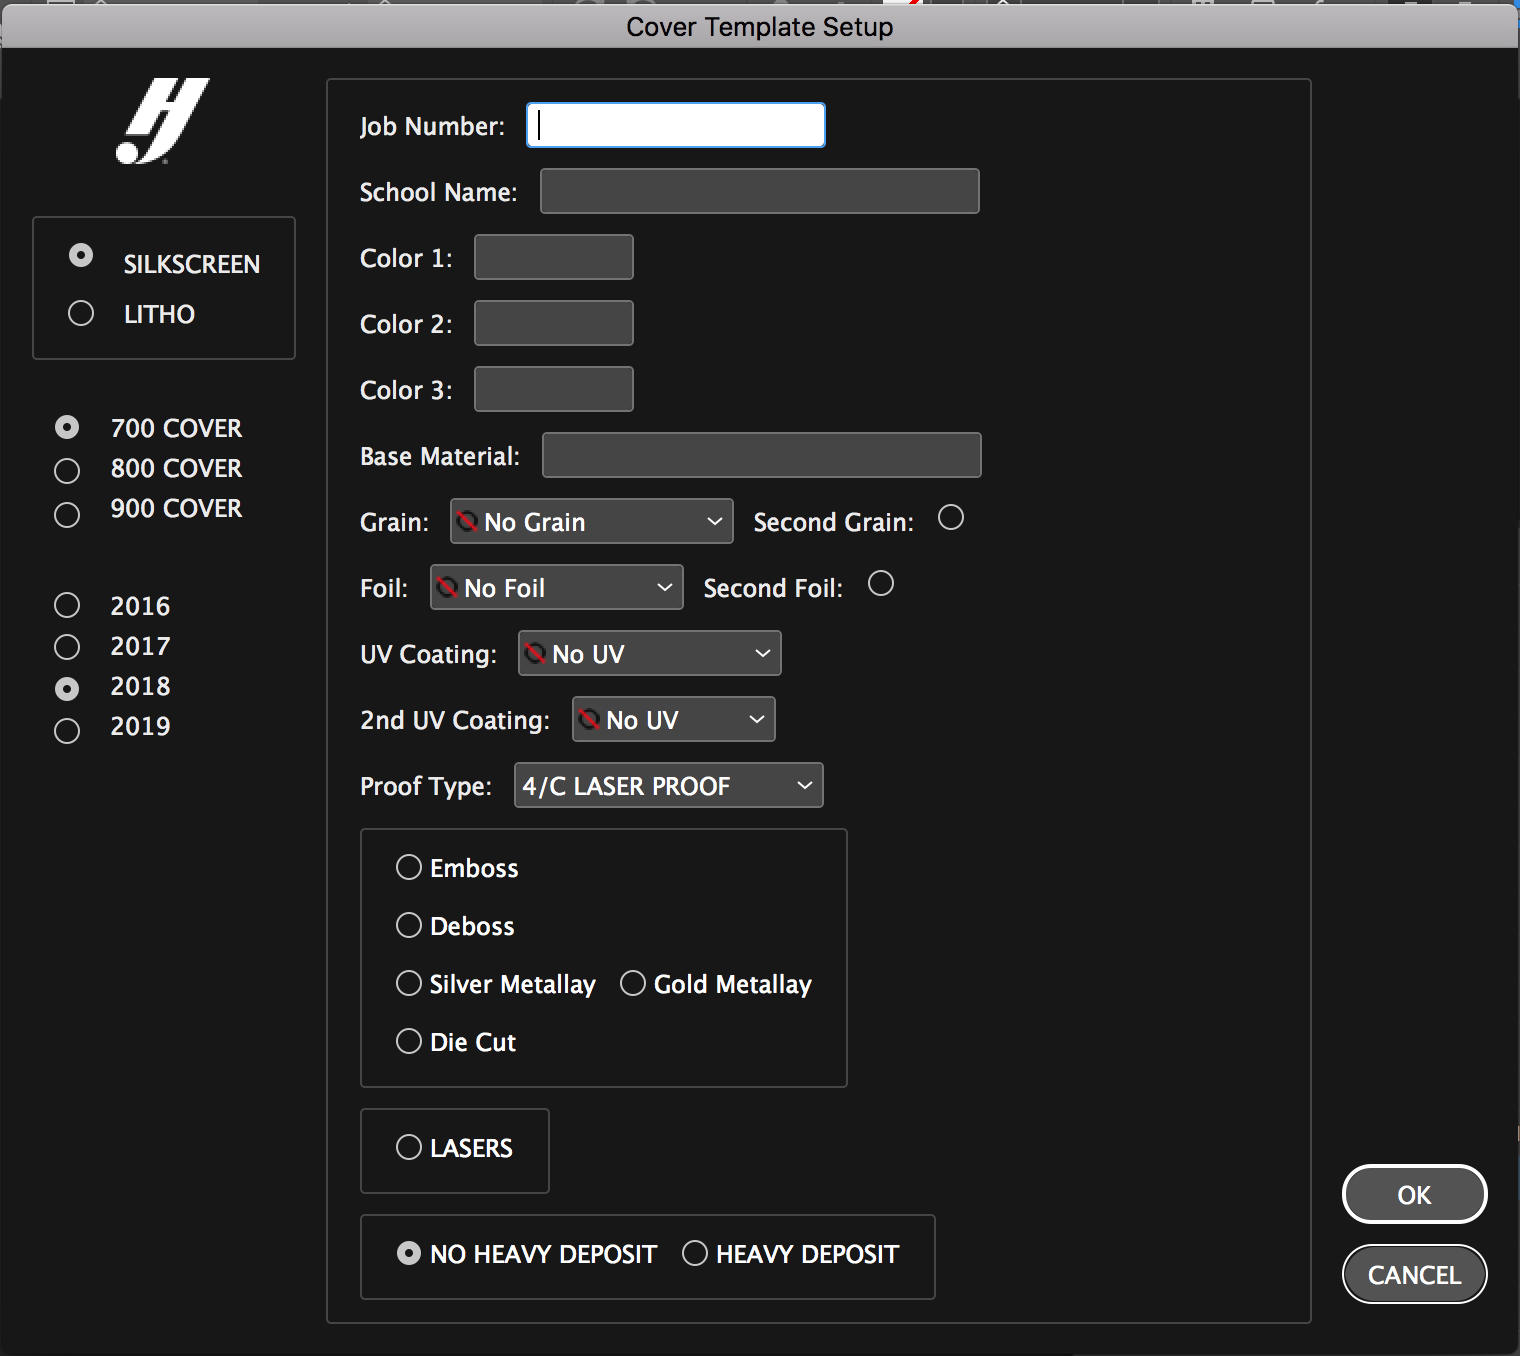 Cover Template Setup
HJ
SILKSCREEN
LITHO
700 COVER
800 COVER
900 COVER
2016
2017
2018
2019
Job Number:
School Name:
Color 1:
Color 2:
Color 3:
Base Material:
Grain: No Grain Second Grain:
Foil: No Foil Second Foil:
UV Coating: No UV
2nd UV Coating: No UV
Proof Type: 4/C LASER PROOF
Emboss
Deboss
Silver Metallay Gold Metallay
Die Cut
LASERS
NO HEAVY DEPOSIT HEAVY DEPOSIT
OK
CANCEL